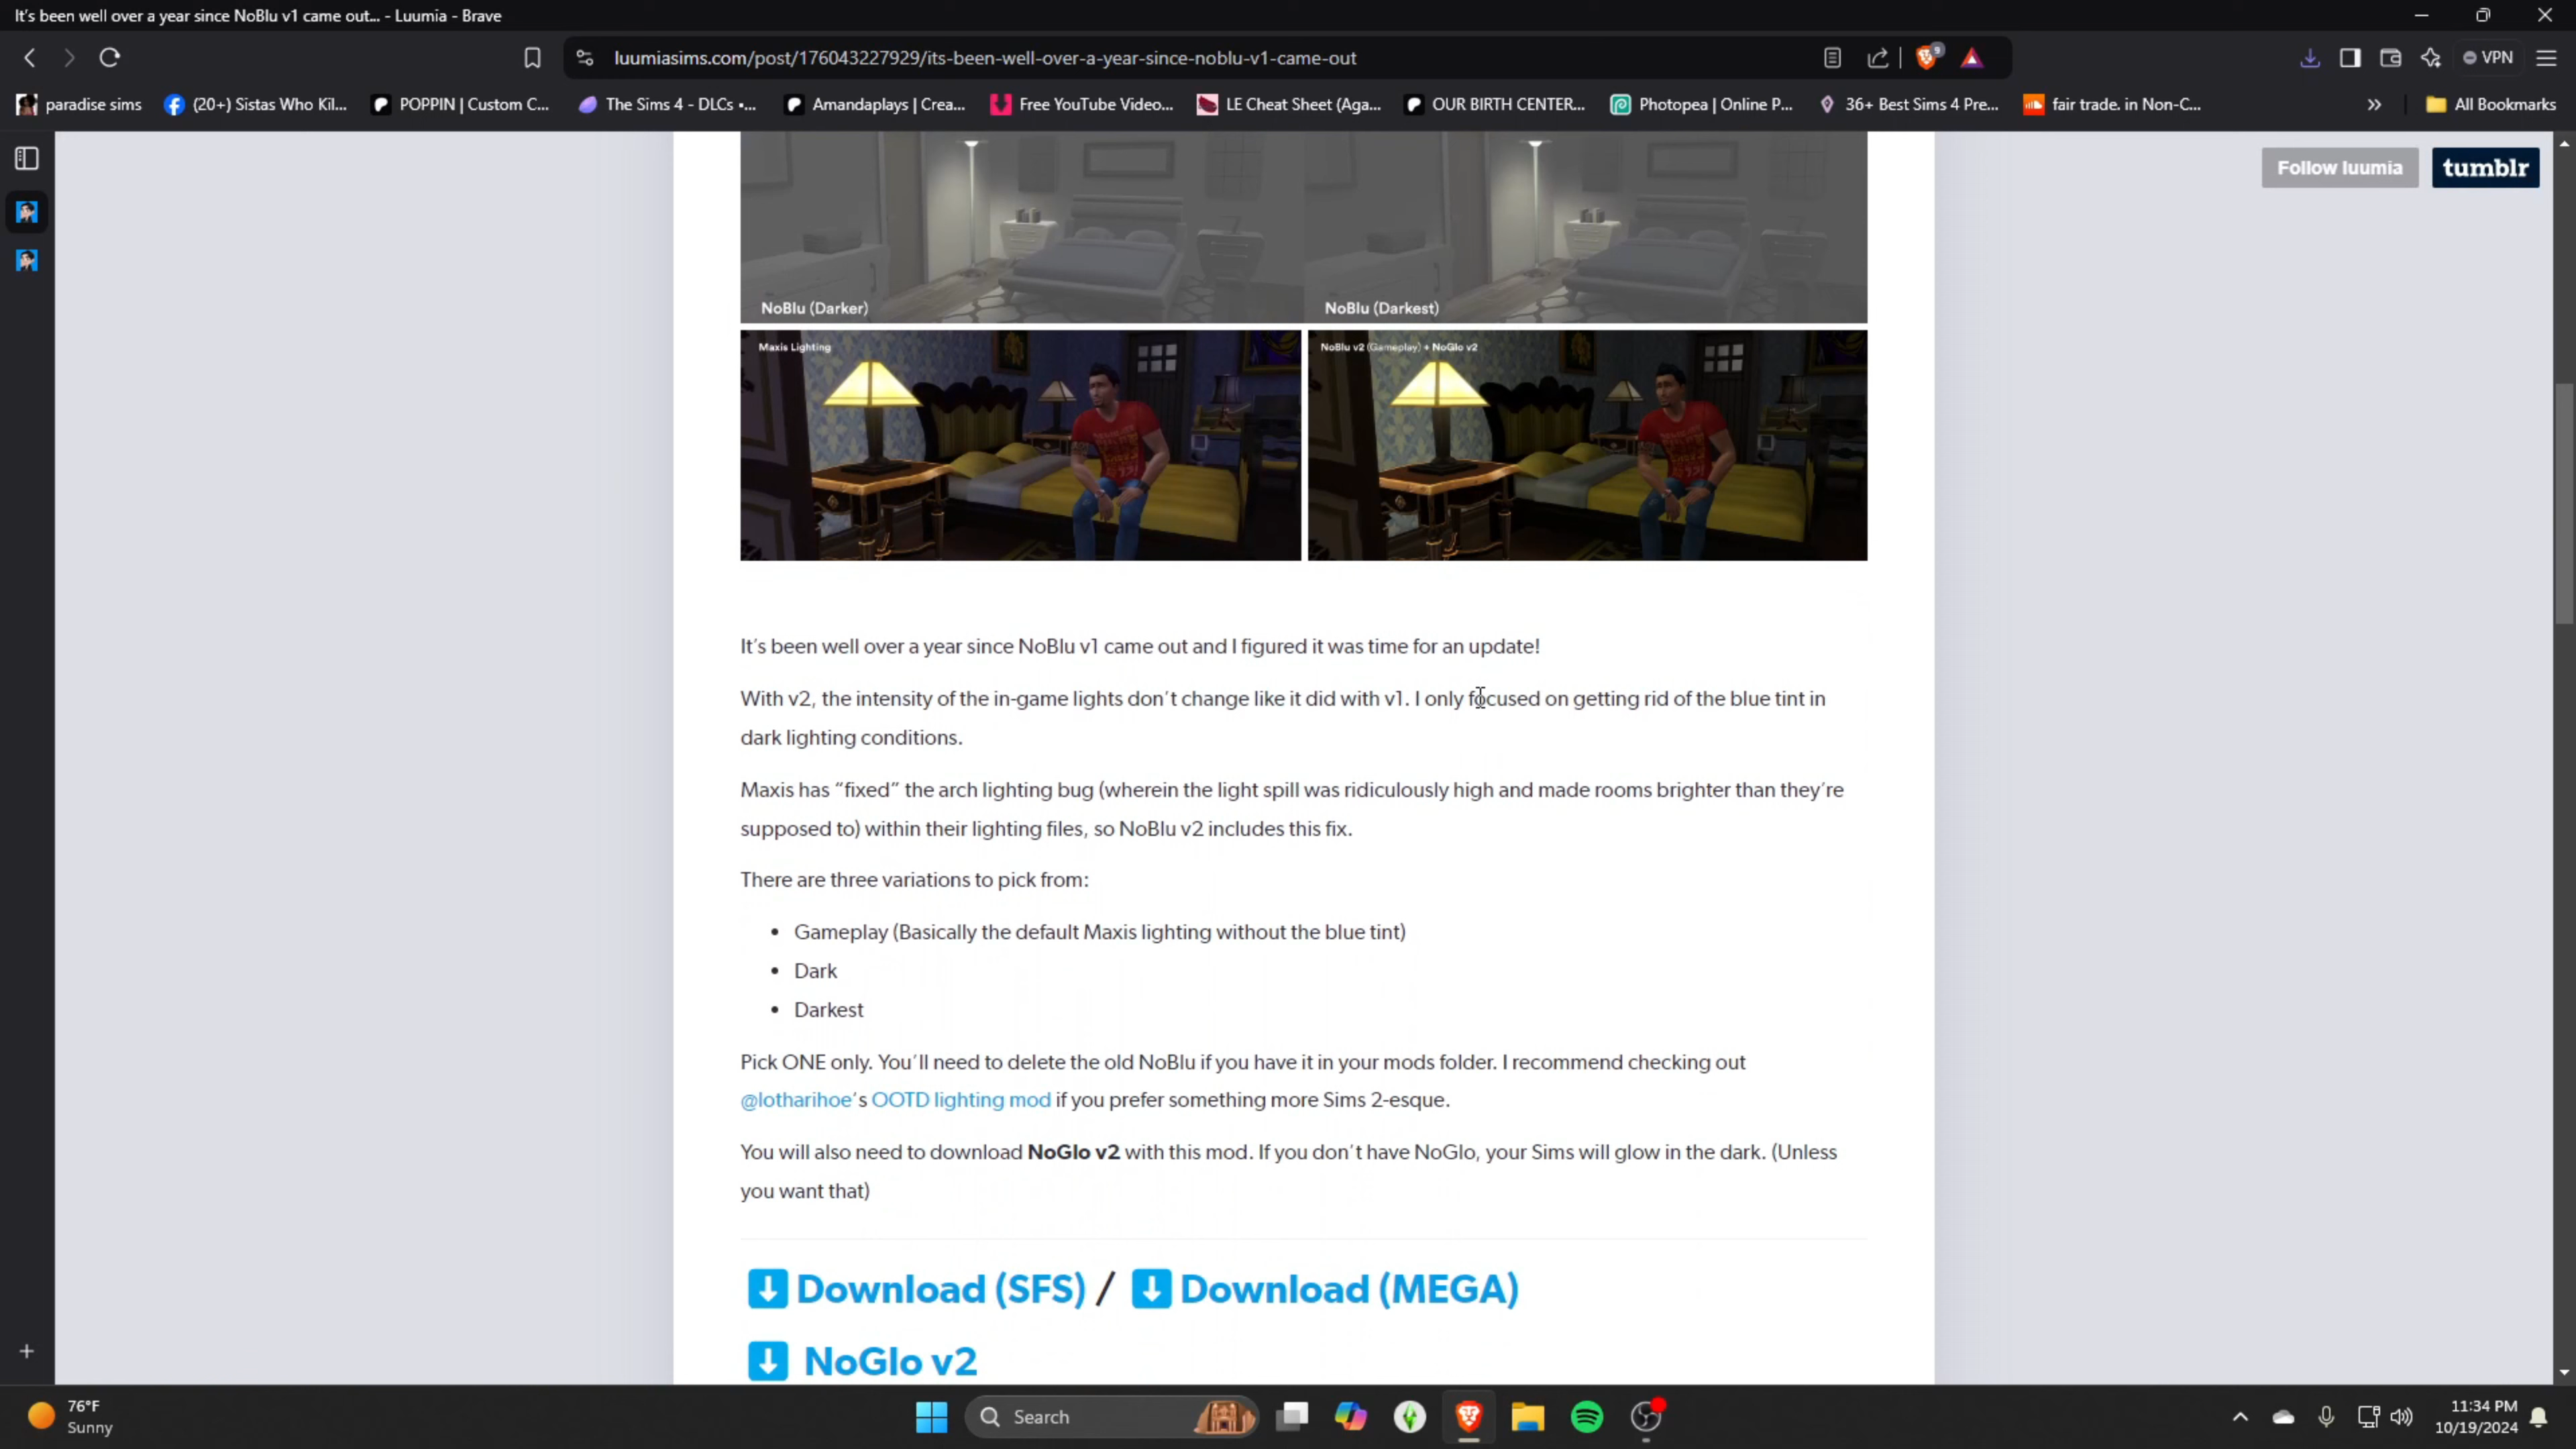 It's been well over a year since NoBlu v1 came out... - Luumia - Brave
luumiasims.com/post/176043227929/its-been-well-over-a-year-since-noblu-v1-came-out
9
VPN
paradise sims
(20+) Sistas Who Kil...
POPPIN | Custom C...
The Sims 4 - DLCs •...
Amandaplays | Crea...
Free YouTube Video...
LE Cheat Sheet (Aga...
OUR BIRTH CENTER...
Photopea | Online P...
36+ Best Sims 4 Pre...
fair trade. in Non-C...
All Bookmarks
Follow luumia
tumblr
NoBlu (Darker)
NoBlu (Darkest)
Maxis Lighting
NoBlu v2 (Gameplay) + NoGlo v2
It's been well over a year since NoBlu v1 came out and I figured it was time for an update!
With v2, the intensity of the in-game lights don't change like it did with v1. I only focused on getting rid of the blue tint in
dark lighting conditions.
Maxis has “fixed” the arch lighting bug (wherein the light spill was ridiculously high and made rooms brighter than they're
supposed to) within their lighting files, so NoBlu v2 includes this fix.
There are three variations to pick from:
• Gameplay (Basically the default Maxis lighting without the blue tint)
• Dark
• Darkest
Pick ONE only. You'll need to delete the old NoBlu if you have it in your mods folder. I recommend checking out
@lotharihoe's OOTD lighting mod if you prefer something more Sims 2-esque.
You will also need to download NoGlo v2 with this mod. If you don't have NoGlo, your Sims will glow in the dark. (Unless
you want that)
Download (SFS) / Download (MEGA)
NoGlo v2
76°F
Sunny
Search
11:34 PM
10/19/2024